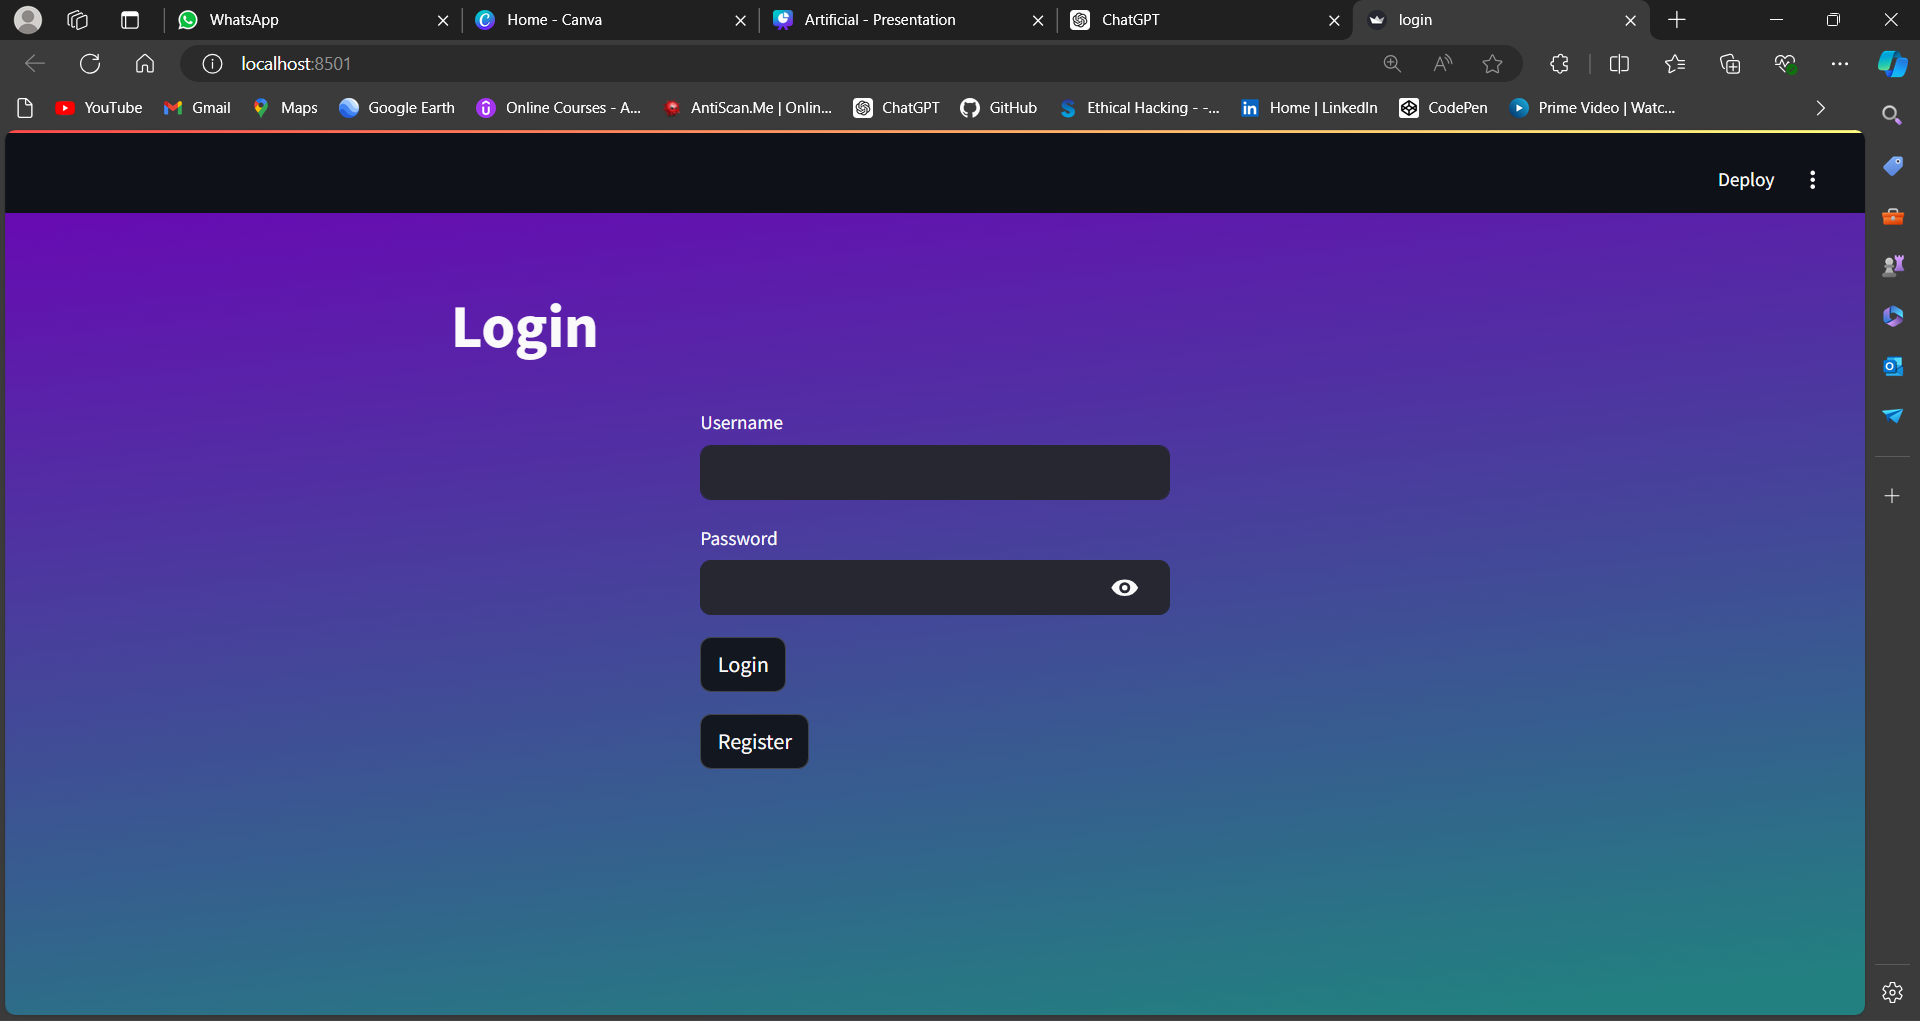 WhatsApp
Home - Canva
Artificial - Presentation
ChatGPT
login
localhost:8501
YouTube
Gmail
Maps
Google Earth
Online Courses - A...
AntiScan.Me | Onlin...
ChatGPT
GitHub
Ethical Hacking - -...
Home | LinkedIn
CodePen
Prime Video | Watc...
Deploy
Login
Username
Password
Login
Register